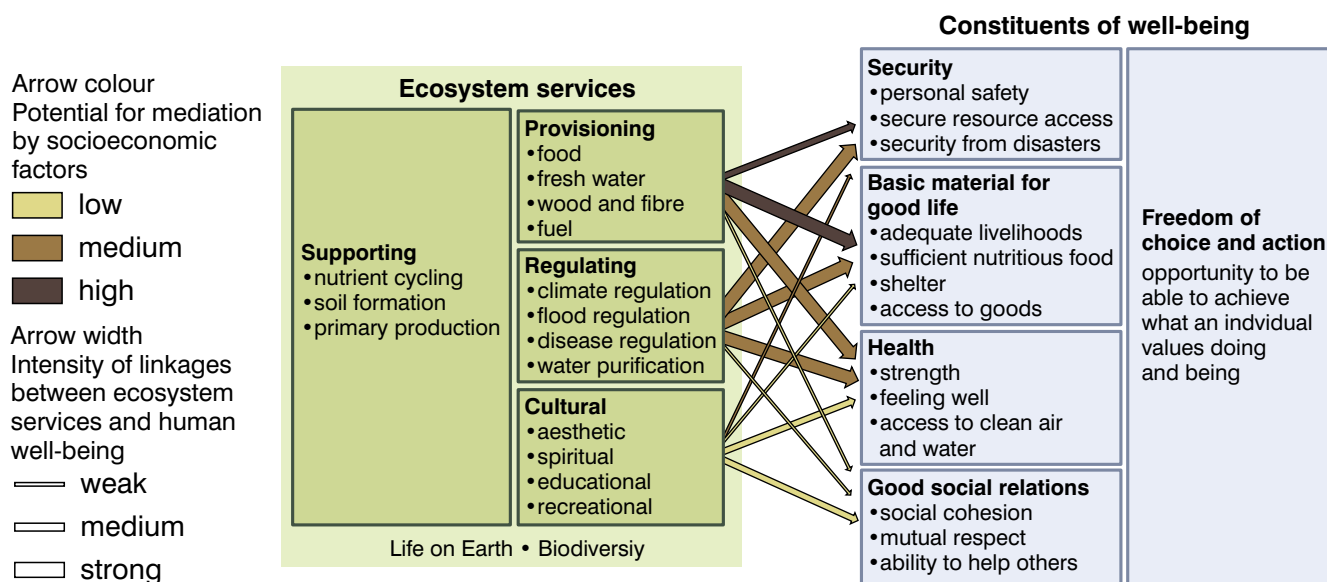 Constituents of well-being
Arrow colour
Potential for mediation
by socioeconomic
factors
low
medium
high
Arrow width
Intensity of linkages
between ecosystem
services and human
well-being
weak
medium
strong
Ecosystem services
Supporting
•nutrient cycling
•soil formation
•primary production
Provisioning
•food
•fresh water
•wood and fibre
•fuel
Regulating
•climate regulation
•flood regulation
•disease regulation
•water purification
Cultural
•aesthetic
•spiritual
•educational
•recreational
Life on Earth • Biodiversiy
Security
•personal safety
•secure resource access
•security from disasters
Basic material for
good life
•adequate livelihoods
•sufficient nutritious food
•shelter
•access to goods
Health
•strength
•feeling well
•access to clean air
and water
Good social relations
•social cohesion
•mutual respect
•ability to help others
Freedom of
choice and action
opportunity to be
able to achieve
what an indvidual
values doing
and being